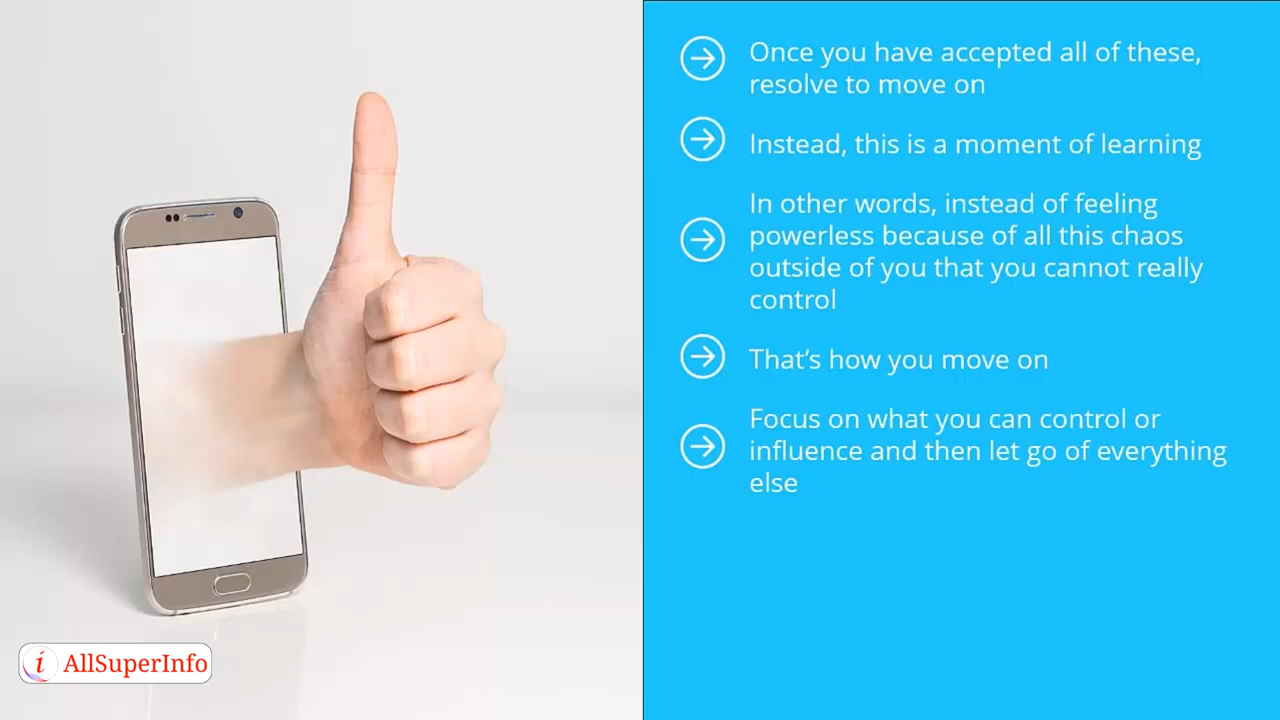 Once you have accepted all of these,
resolve to move on
Instead, this is a moment of learning
In other words, instead of feeling
powerless because of all this chaos
outside of you that you cannot really
control
That’s how you move on
Focus on what you can control or
influence and then let go of everything
else
i AllSuperInfo